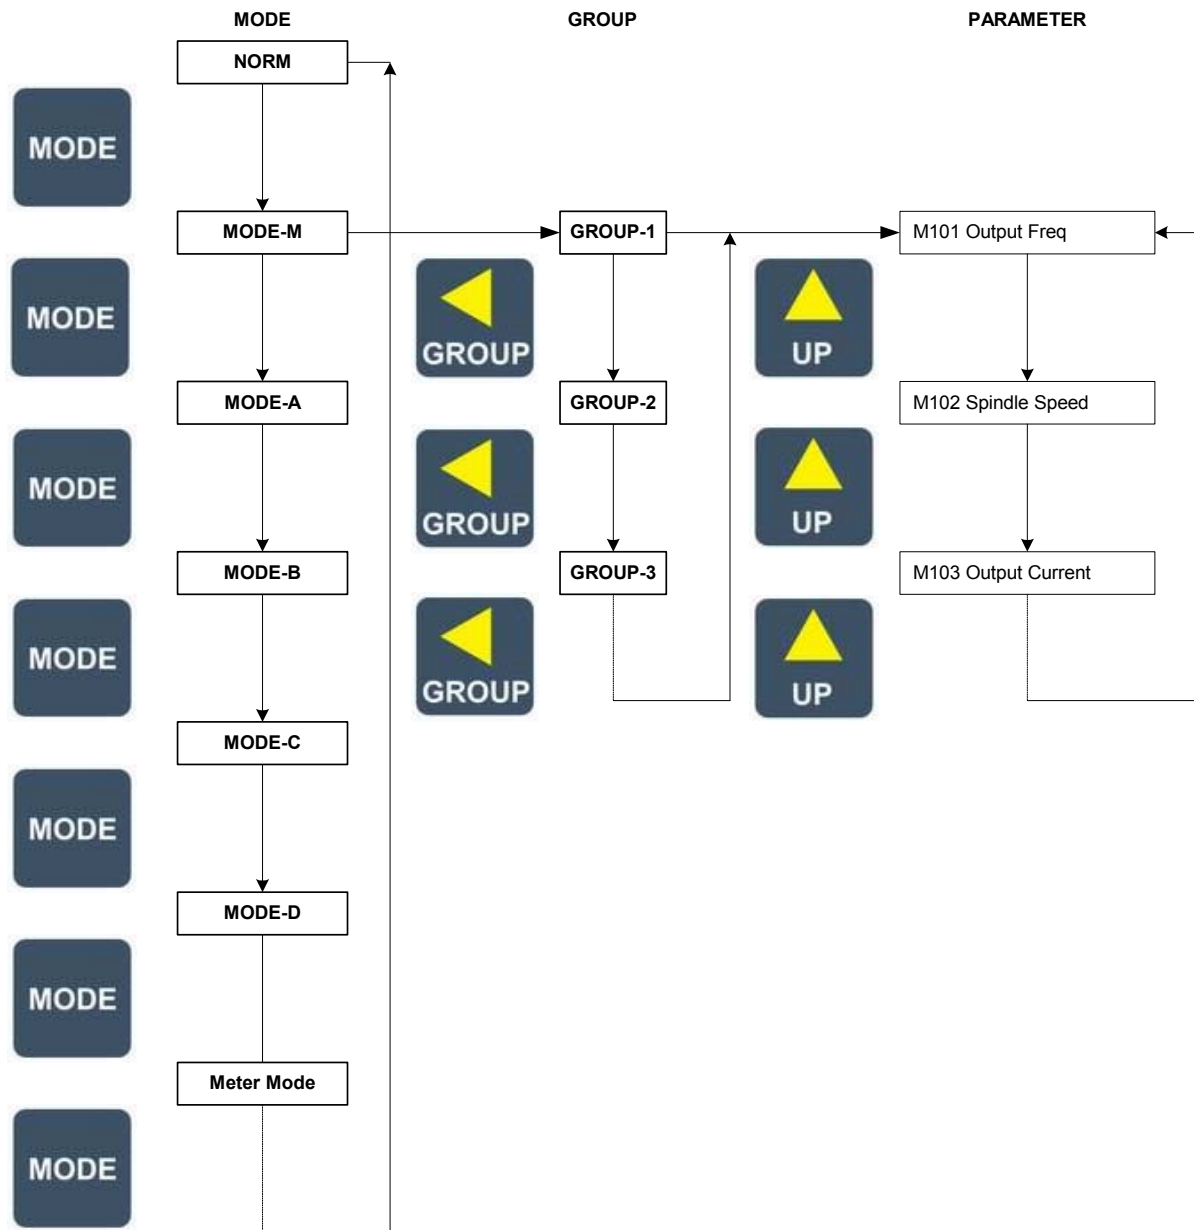 MODE GROUP PARAMETER
NORM
MODE
MODE-M GROUP-1 M101 Output Freq
MODE GROUP UP
MODE-A GROUP-2 M102 Spindle Speed
MODE GROUP UP
MODE-B GROUP-3 M103 Output Current
MODE GROUP UP
MODE-C
MODE
MODE-D
MODE
Meter Mode
MODE